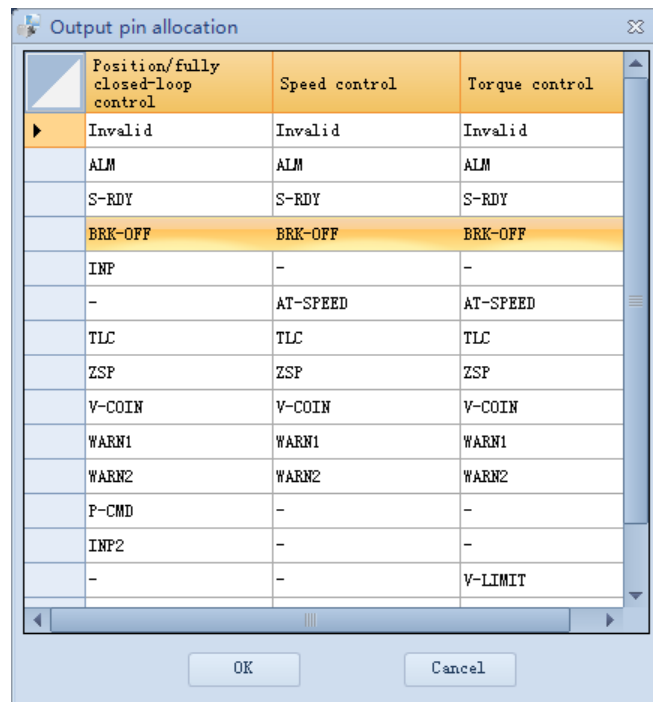 Output pin allocation
Position/fully closed-loop control Speed control Torque control
Invalid Invalid Invalid
ALM ALM ALM
S-RDY S-RDY S-RDY
BRK-OFF BRK-OFF BRK-OFF
INP - -
- AT-SPEED AT-SPEED
TLC TLC TLC
ZSP ZSP ZSP
V-COIN V-COIN V-COIN
WARN1 WARN1 WARN1
WARN2 WARN2 WARN2
P-CMD - -
INP2 - -
- - V-LIMIT
OK Cancel